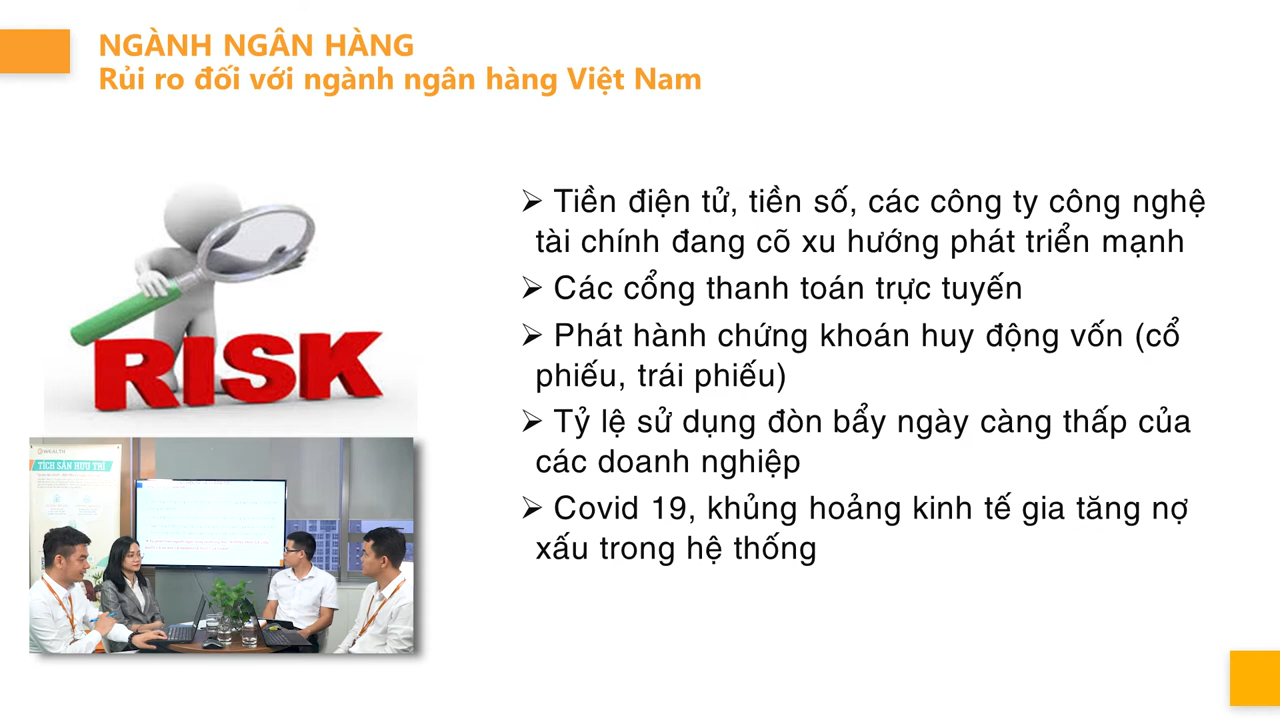 NGÀNH NGÂN HÀNG
Rủi ro đối với ngành ngân hàng Việt Nam
➢ Tiền điện tử, tiền số, các công ty công nghệ
tài chính đang cõ xu hướng phát triển mạnh
➢ Các cổng thanh toán trực tuyến
➢ Phát hành chứng khoán huy động vốn (cổ
phiếu, trái phiếu)
➢ Tỷ lệ sử dụng đòn bẩy ngày càng thấp của
các doanh nghiệp
➢ Covid 19, khủng hoảng kinh tế gia tăng nợ
xấu trong hệ thống
RISK
WEALTH
TÍCH SẢN HƯU TRÍ